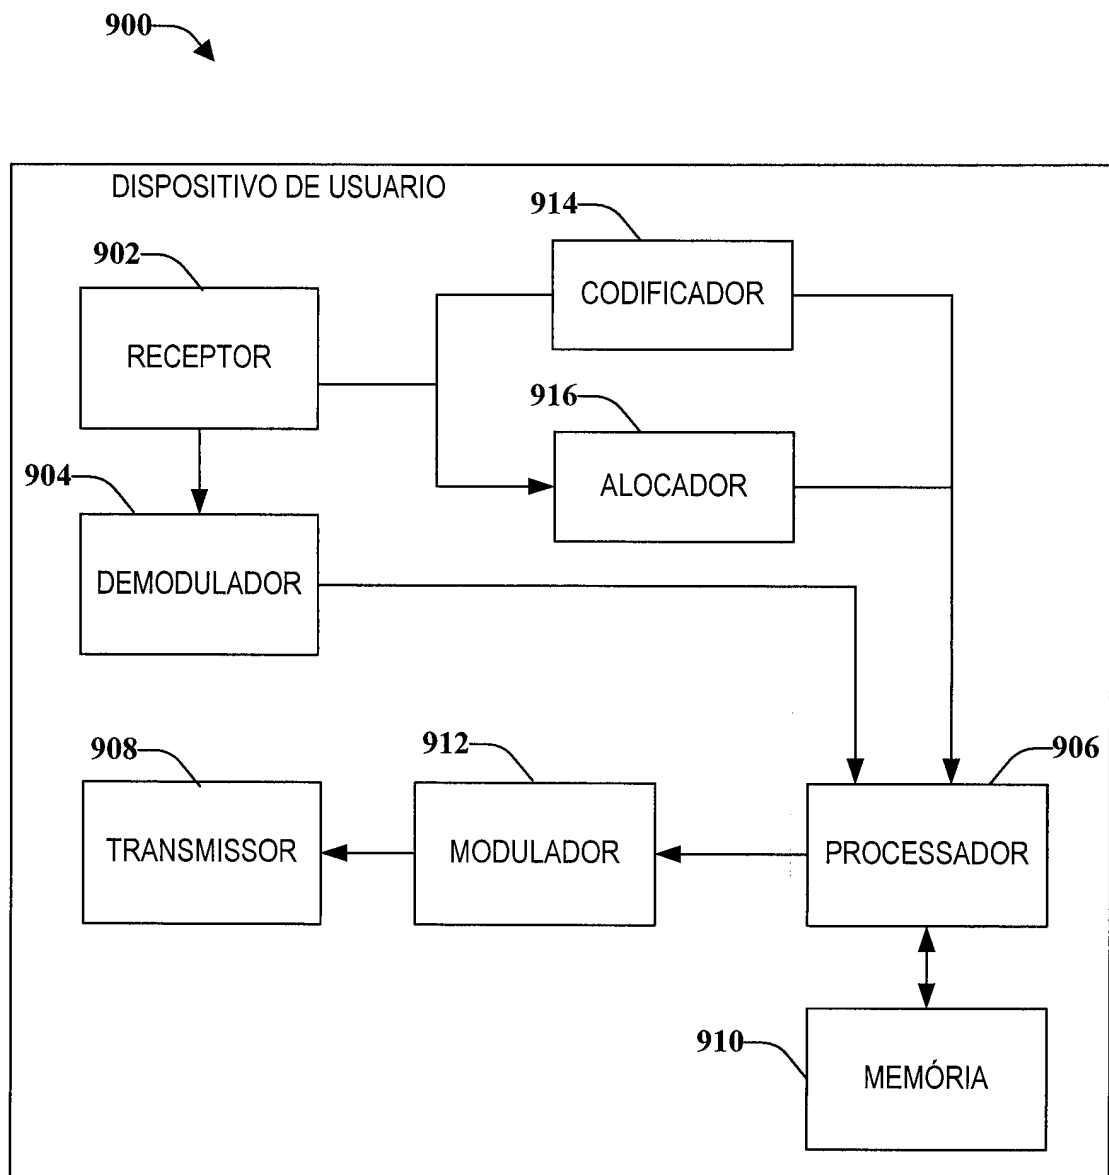 900
DISPOSITIVO DE USUARIO
914
902
CODIFICADOR
RECEPTOR
916
904
ALOCADOR
DEMODULADOR
908
912
906
TRANSMISSOR
MODULADOR
PROCESSADOR
910
MEMÓRIA